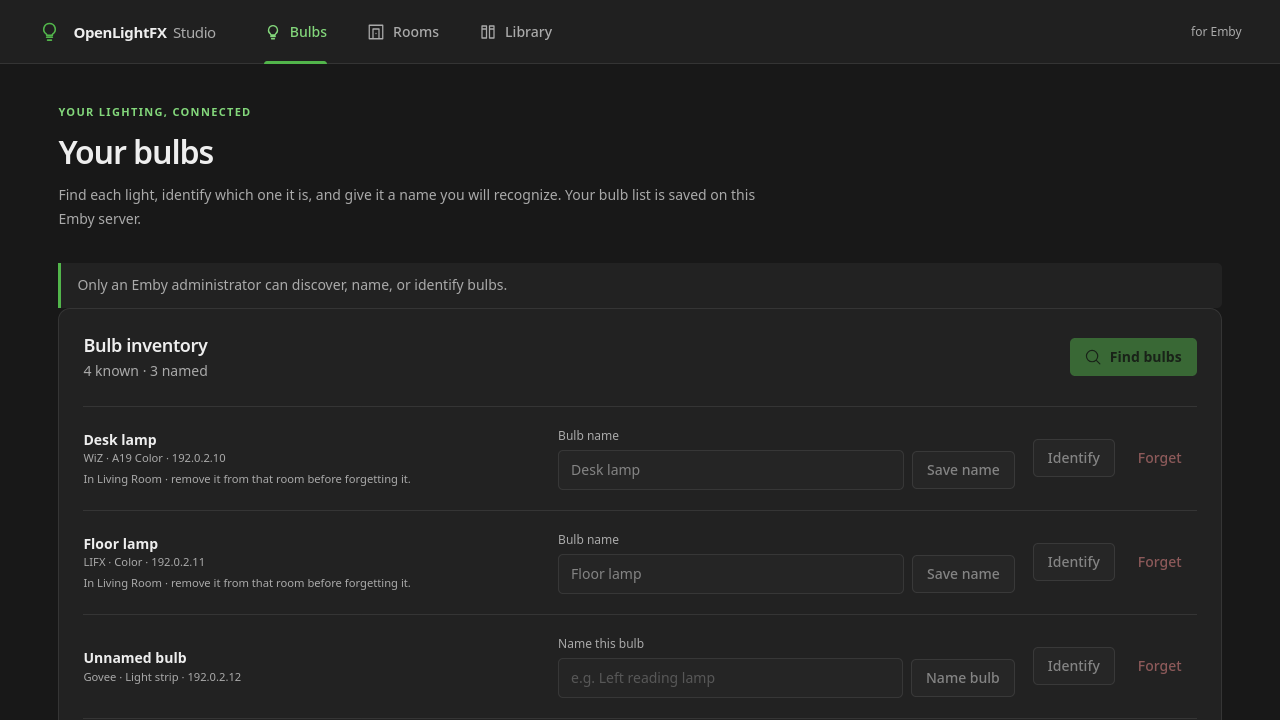 OpenLightFX Studio
Bulbs
Rooms
Library
for Emby
YOUR LIGHTING, CONNECTED
Your bulbs
Find each light, identify which one it is, and give it a name you will recognize. Your bulb list is saved on this
Emby server.
Only an Emby administrator can discover, name, or identify bulbs.
Bulb inventory
4 known · 3 named
Find bulbs
Desk lamp
WiZ · A19 Color · 192.0.2.10
In Living Room · remove it from that room before forgetting it.
Bulb name
Desk lamp
Save name
Identify
Forget
Floor lamp
LIFX · Color · 192.0.2.11
In Living Room · remove it from that room before forgetting it.
Bulb name
Floor lamp
Save name
Identify
Forget
Unnamed bulb
Govee · Light strip · 192.0.2.12
Name this bulb
e.g. Left reading lamp
Name bulb
Identify
Forget